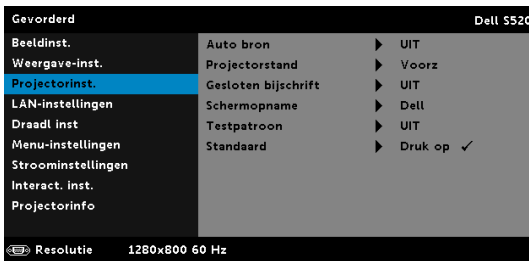 Gevorderd Dell S520
Beeldinst.
Weergave-inst.
Projectorinst.
LAN-instellingen
Draadl inst
Menu-instellingen
Stroominstellingen
Interact. inst.
Projectorinfo
Auto bron UIT
Projectorstand Voorz
Gesloten bijschrift UIT
Schermopname Dell
Testpatroon UIT
Standaard Druk op ✓
Resolutie 1280x800 60 Hz